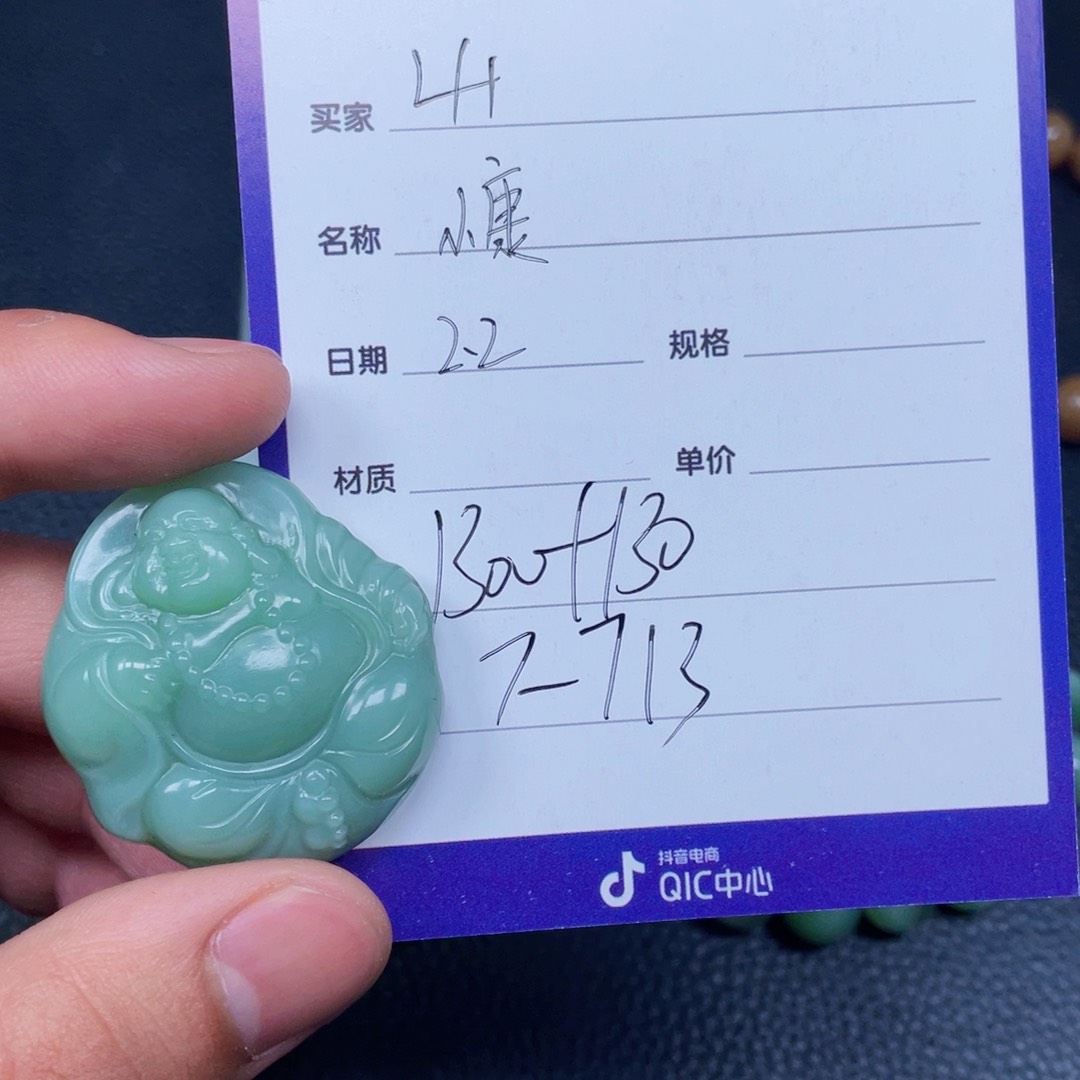 买家 LH
名称 小康
日期 2.2 规格
材质 单价
1300+130
7-713
抖音电商
QIC中心